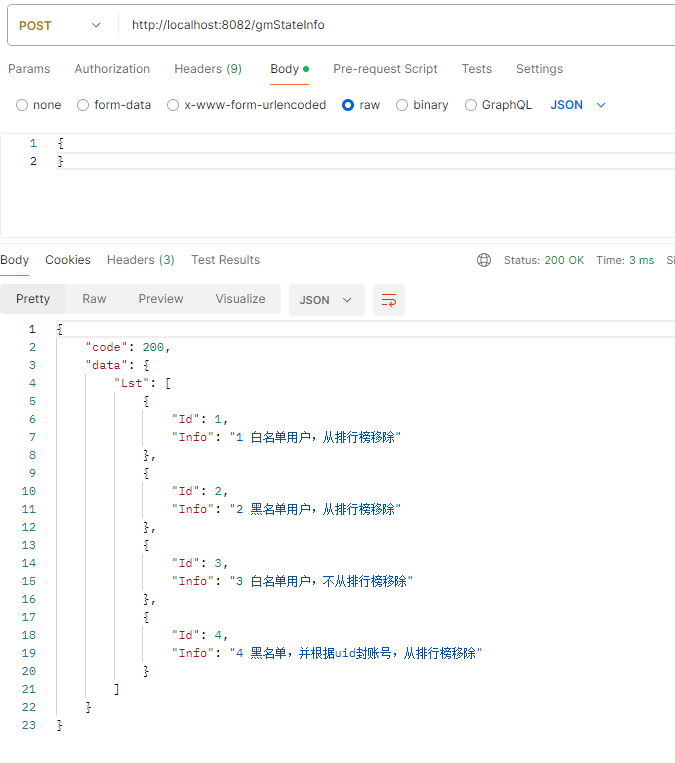 POST http://localhost:8082/gmStateInfo
Params Authorization Headers (9) Body Pre-request Script Tests Settings
none form-data x-www-form-urlencoded raw binary GraphQL JSON
1 {
2 }
Body Cookies Headers (3) Test Results Status: 200 OK Time: 3 ms Si
Pretty Raw Preview Visualize JSON
1 {
2 "code": 200,
3 "data": {
4 "Lst": [
5 {
6 "Id": 1,
7 "Info": "1 白名单用户，从排行榜移除"
8 },
9 {
10 "Id": 2,
11 "Info": "2 黑名单用户，从排行榜移除"
12 },
13 {
14 "Id": 3,
15 "Info": "3 白名单用户，不从排行榜移除"
16 },
17 {
18 "Id": 4,
19 "Info": "4 黑名单，并根据uid封账号，从排行榜移除"
20 }
21 ]
22 }
23 }